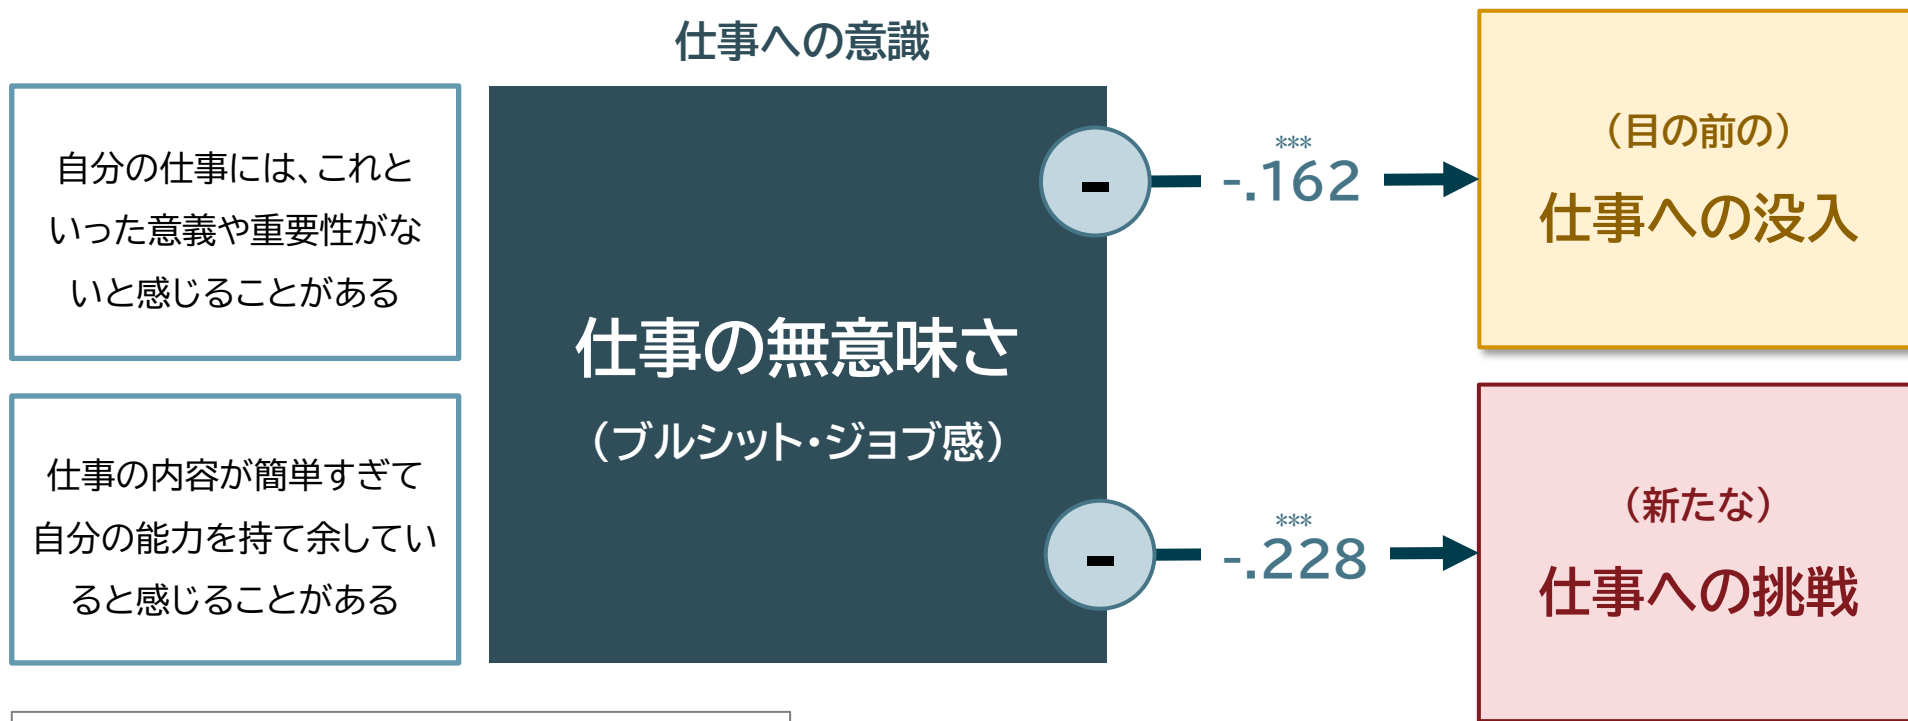 仕事への意識
自分の仕事には、これと
いった意義や重要性がな
いと感じることがある
仕事の内容が簡単すぎて
自分の能力を持て余してい
ると感じることがある
仕事の無意味さ
（ブルシット・ジョブ感）
-
***
-.162
-
***
-.228
（目の前の）
仕事への没入
（新たな）
仕事への挑戦